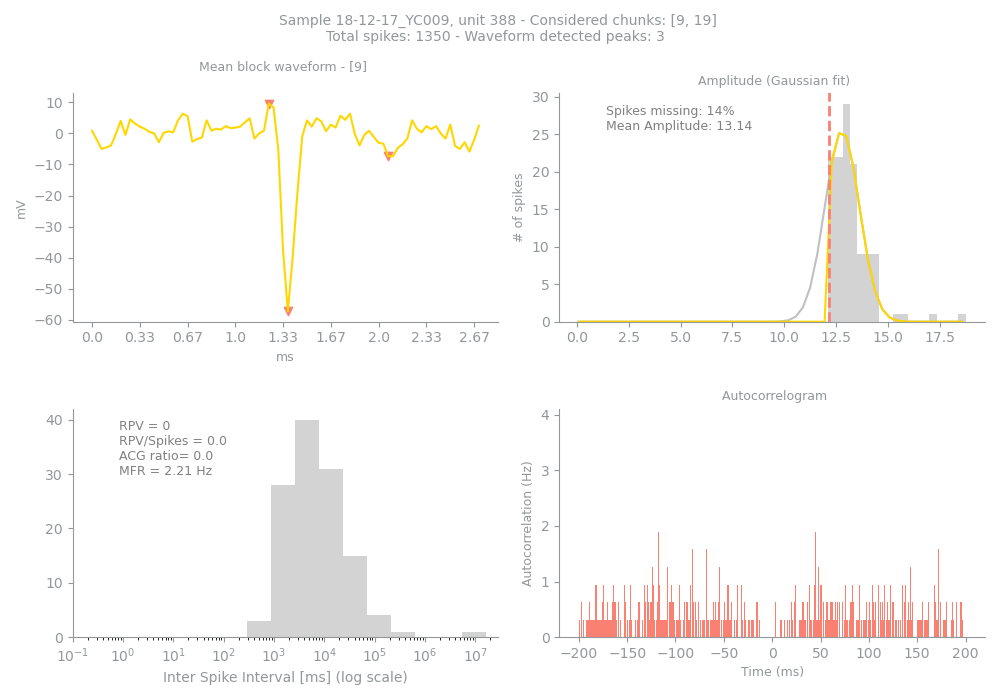 Sample 18-12-17_YC009, unit 388 - Considered chunks: [9, 19]
Total spikes: 1350 - Waveform detected peaks: 3
Mean block waveform - [9]
10
0
−10
−20
−30
−40
−50
−60
mV
0.0 0.33 0.67 1.0 1.33 1.67 2.0 2.33 2.67
ms
Amplitude (Gaussian fit)
Spikes missing: 14%
Mean Amplitude: 13.14
30
25
20
15
10
5
0
# of spikes
0.0 2.5 5.0 7.5 10.0 12.5 15.0 17.5
RPV = 0
RPV/Spikes = 0.0
ACG ratio= 0.0
MFR = 2.21 Hz
40
30
20
10
0
10⁻¹ 10⁰ 10¹ 10² 10³ 10⁴ 10⁵ 10⁶ 10⁷
Inter Spike Interval [ms] (log scale)
Autocorrelogram
4
3
2
1
0
Autocorrelation (Hz)
−200 −150 −100 −50 0 50 100 150 200
Time (ms)